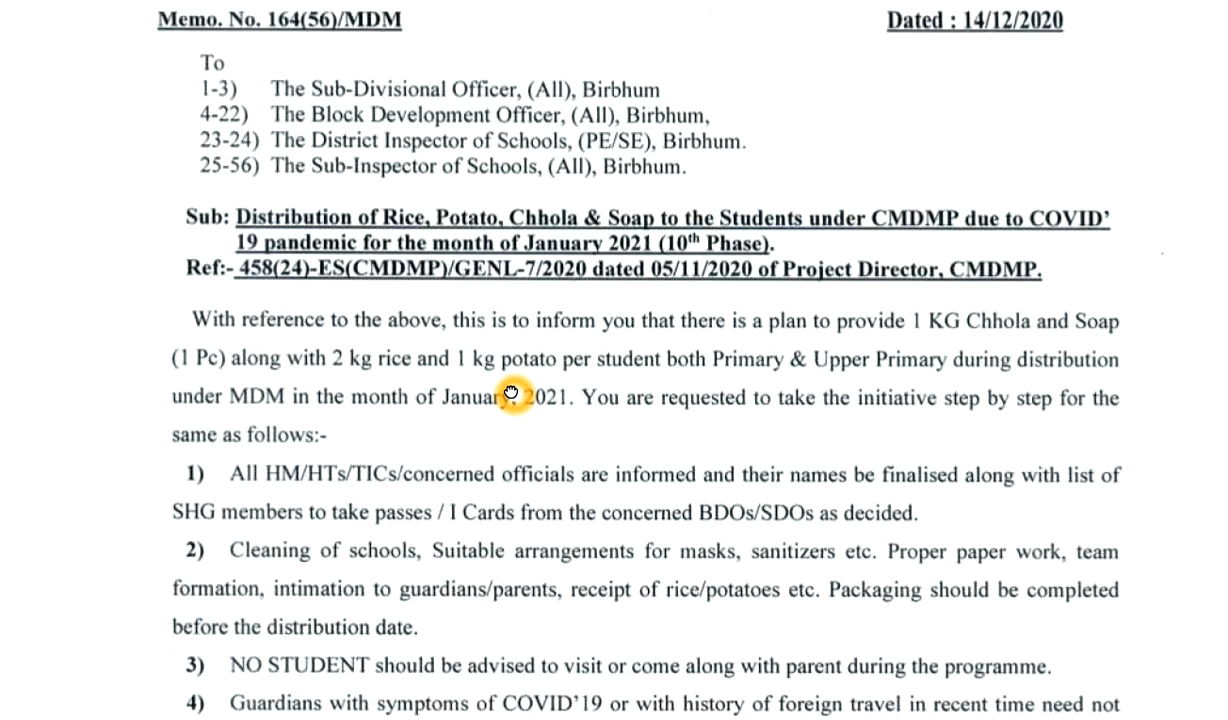 Memo. No. 164(56)/MDM Dated : 14/12/2020
To
1-3) The Sub-Divisional Officer, (All), Birbhum
4-22) The Block Development Officer, (All), Birbhum,
23-24) The District Inspector of Schools, (PE/SE), Birbhum.
25-56) The Sub-Inspector of Schools, (All), Birbhum.
Sub: Distribution of Rice, Potato, Chhola & Soap to the Students under CMDMP due to COVID'
19 pandemic for the month of January 2021 (10th Phase).
Ref:- 458(24)-ES(CMDMP)/GENL-7/2020 dated 05/11/2020 of Project Director, CMDMP.
With reference to the above, this is to inform you that there is a plan to provide 1 KG Chhola and Soap
(1 Pc) along with 2 kg rice and 1 kg potato per student both Primary & Upper Primary during distribution
under MDM in the month of January, 2021. You are requested to take the initiative step by step for the
same as follows:-
1) All HM/HTs/TICs/concerned officials are informed and their names be finalised along with list of
SHG members to take passes / I Cards from the concerned BDOs/SDOs as decided.
2) Cleaning of schools, Suitable arrangements for masks, sanitizers etc. Proper paper work, team
formation, intimation to guardians/parents, receipt of rice/potatoes etc. Packaging should be completed
before the distribution date.
3) NO STUDENT should be advised to visit or come along with parent during the programme.
4) Guardians with symptoms of COVID'19 or with history of foreign travel in recent time need not